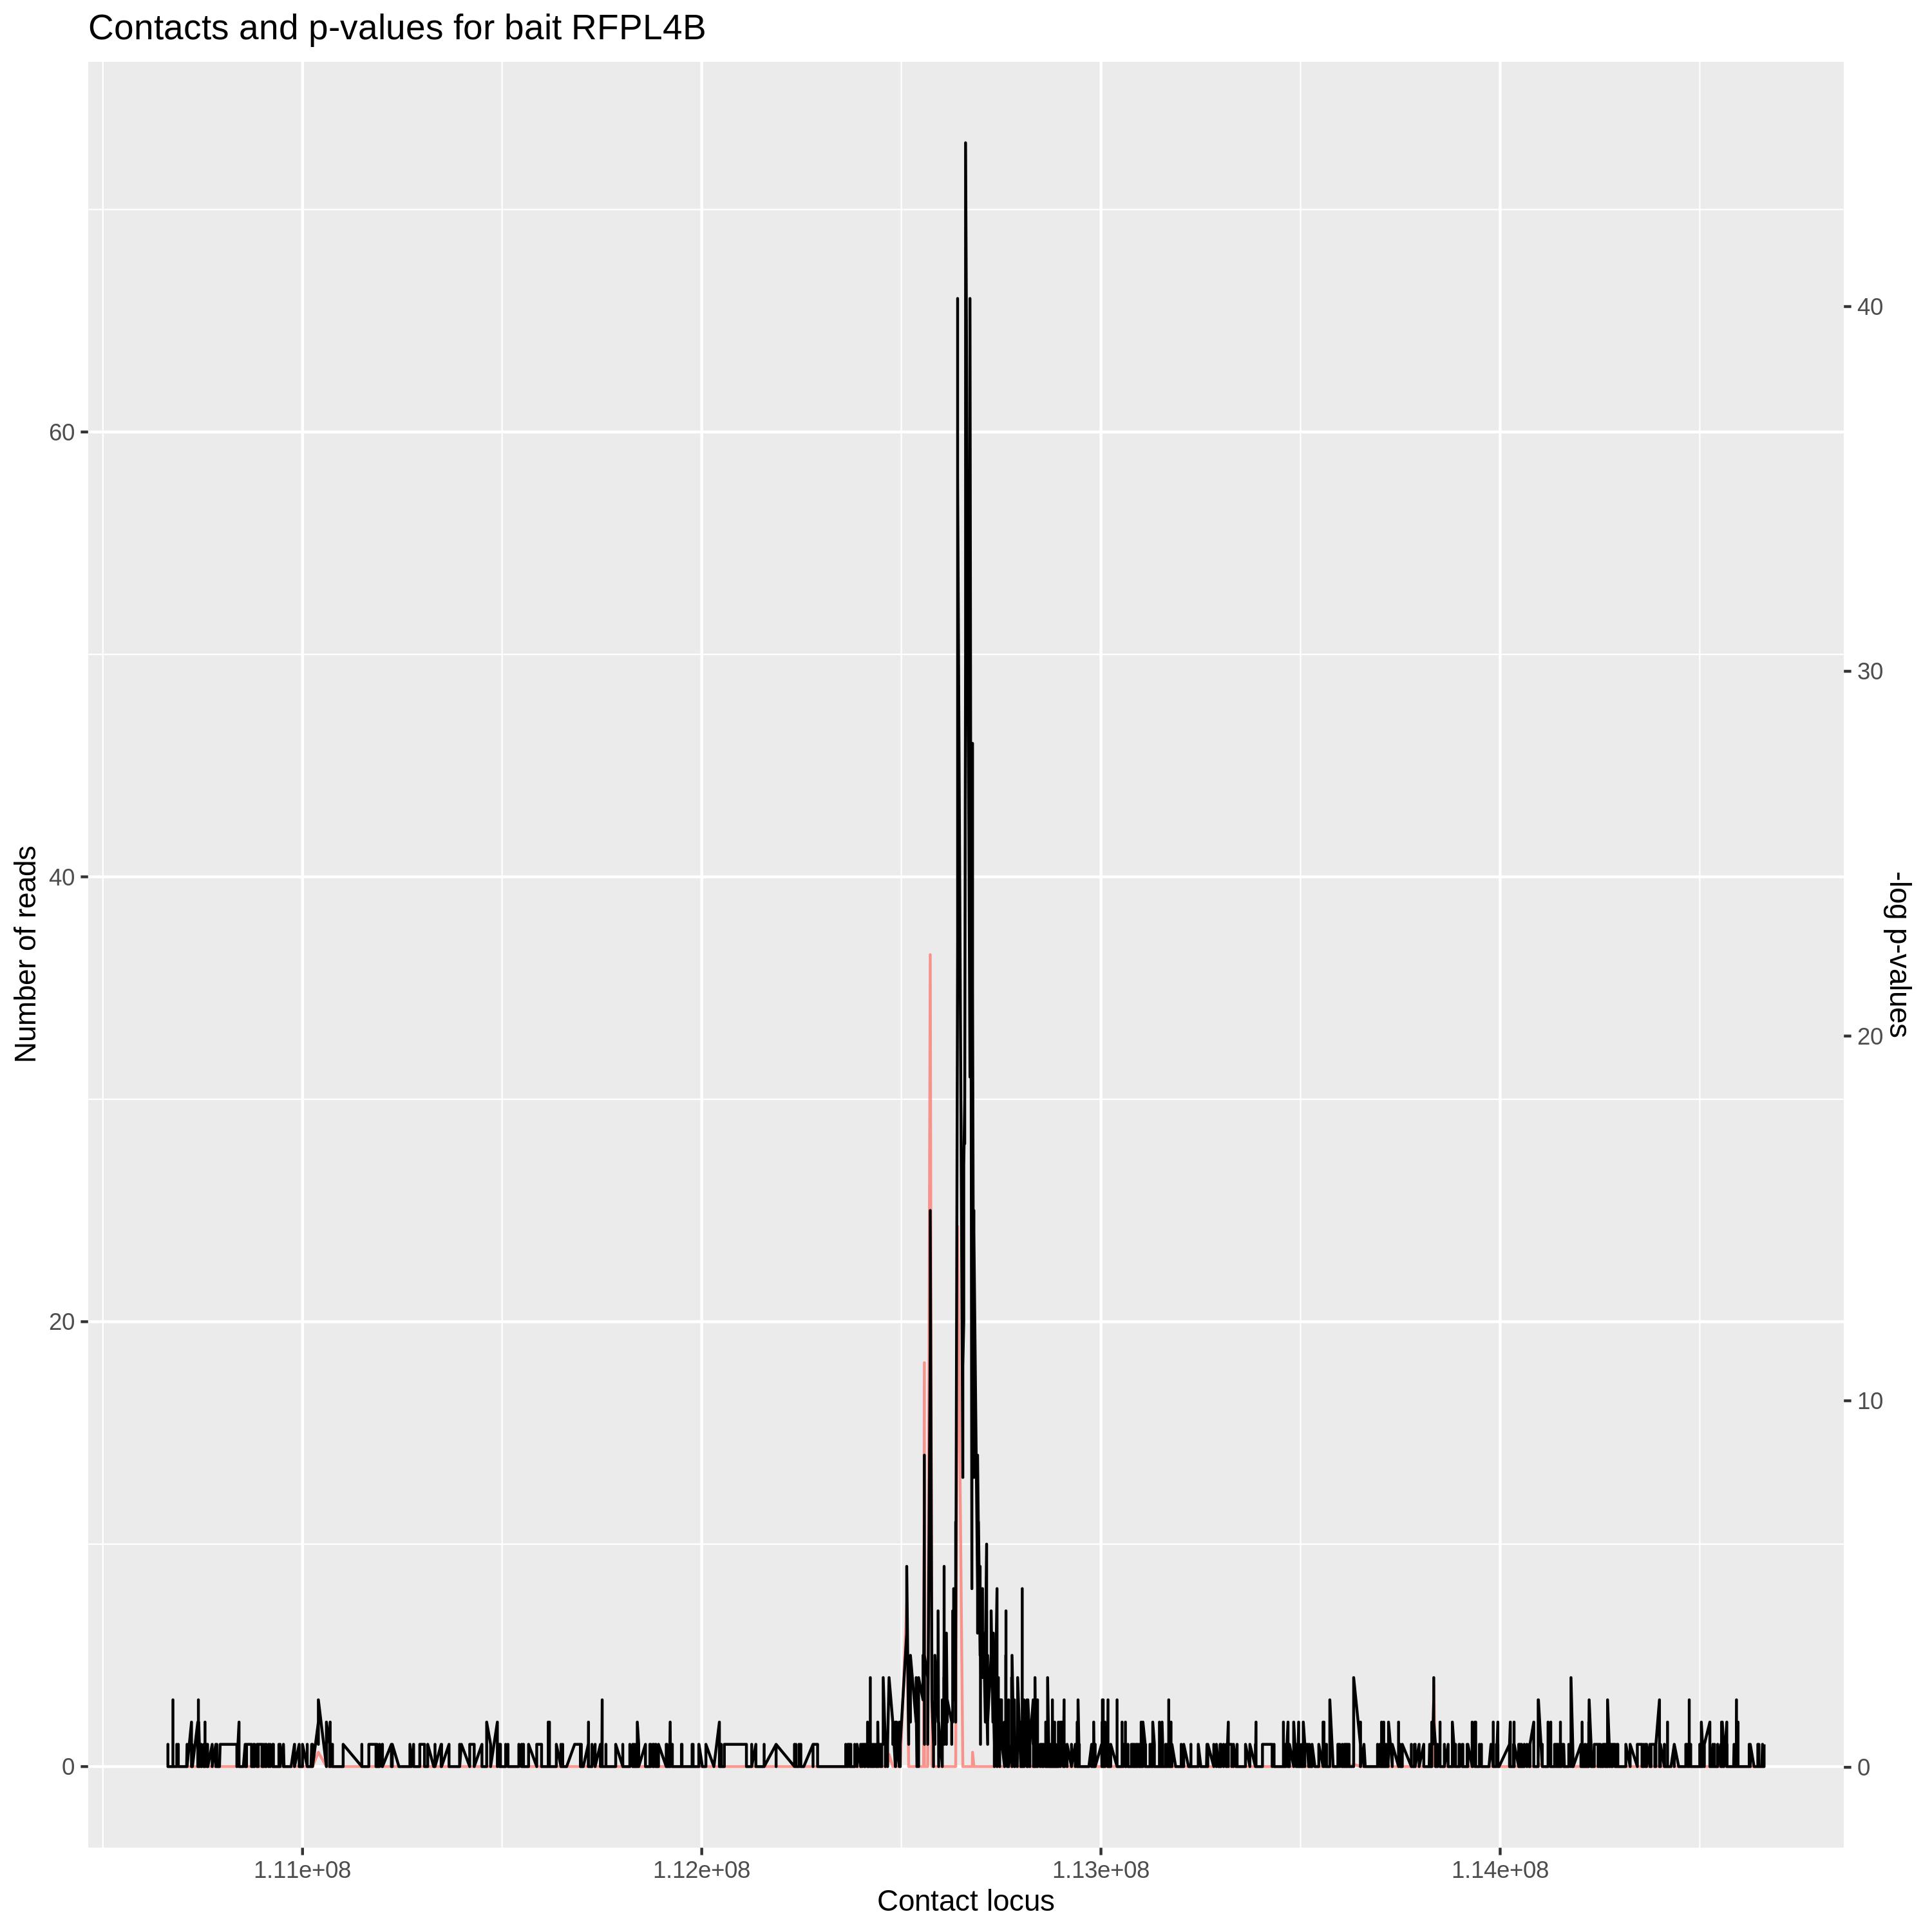 Contacts and p-values for bait RFPL4B
Number of reads
60
40
20
0
40
30
20
10
0
-log p-values
1.11e+08
1.12e+08
1.13e+08
1.14e+08
Contact locus